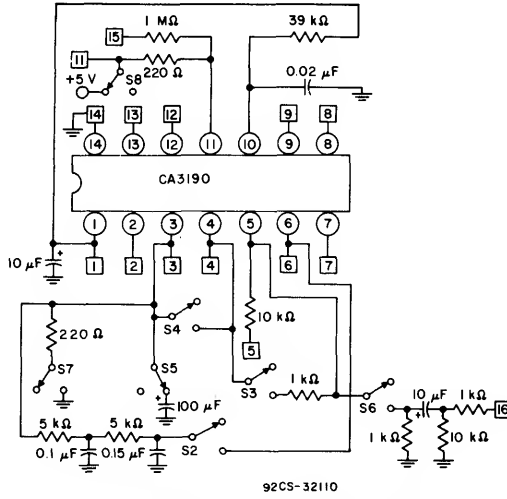 1 MΩ
39 kΩ
15
11
220 Ω
0.02 μF
+5 V
S8
14
13
12
9
8
14
13
12
11
10
9
8
CA3190
1
2
3
4
5
6
7
10 μF
+
1
2
3
4
6
7
S4
10 kΩ
220 Ω
S7
S5
5
S3
1 kΩ
+
100 μF
S6
10 μF
+
1 kΩ
16
5 kΩ
5 kΩ
S2
1 kΩ
10 kΩ
0.1 μF
0.15 μF
92CS-32110